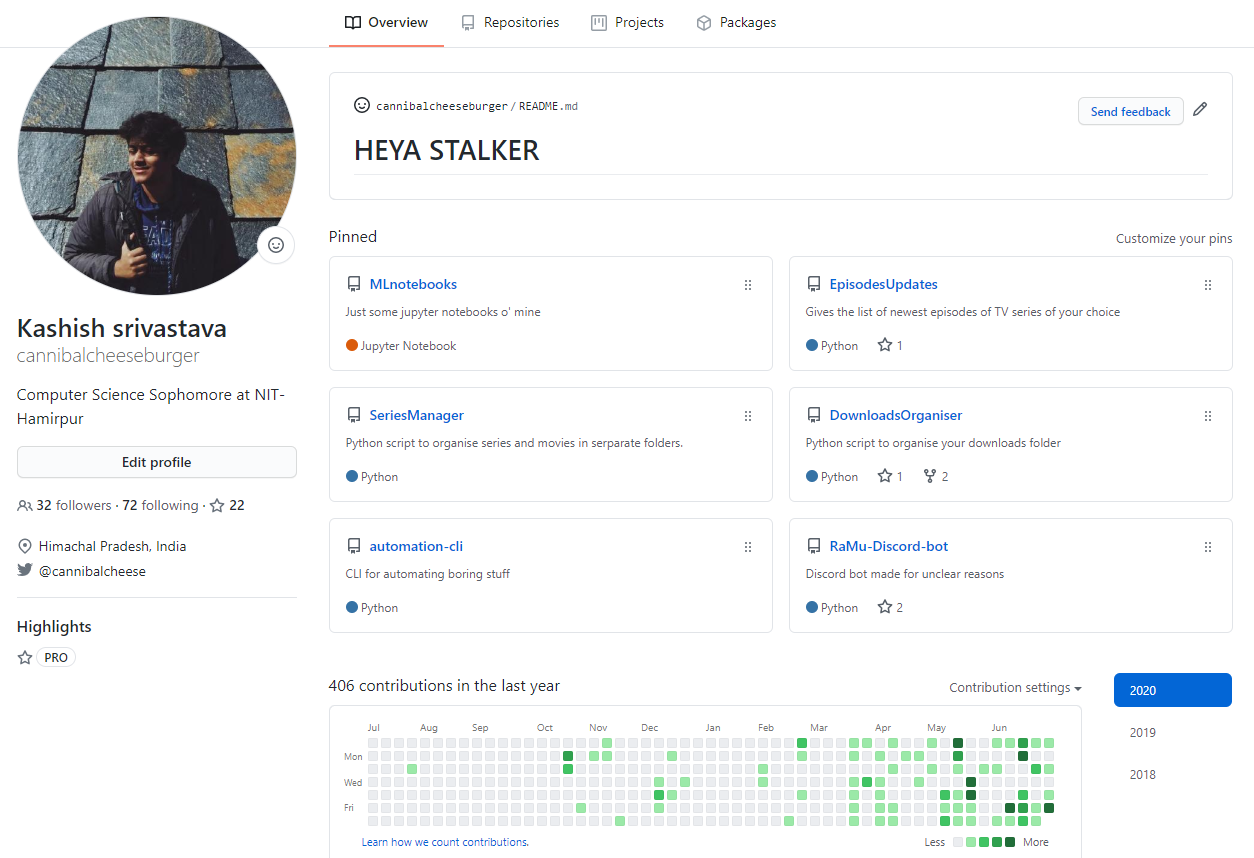 Overview
Repositories
Projects
Packages
Kashish srivastava
cannibalcheeseburger
Computer Science Sophomore at NIT-
Hamirpur
Edit profile
32 followers · 72 following · 22
Himachal Pradesh, India
@cannibalcheese
Highlights
PRO
cannibalcheeseburger / README.md
Send feedback
HEYA STALKER
Pinned
Customize your pins
MLnotebooks
Just some jupyter notebooks o' mine
Jupyter Notebook
EpisodesUpdates
Gives the list of newest episodes of TV series of your choice
Python 1
SeriesManager
Python script to organise series and movies in serparate folders.
Python
DownloadsOrganiser
Python script to organise your downloads folder
Python 1 2
automation-cli
CLI for automating boring stuff
Python
RaMu-Discord-bot
Discord bot made for unclear reasons
Python 2
406 contributions in the last year
Contribution settings
2020
2019
2018
Jul Aug Sep Oct Nov Dec Jan Feb Mar Apr May Jun
Mon
Wed
Fri
Learn how we count contributions.
Less More